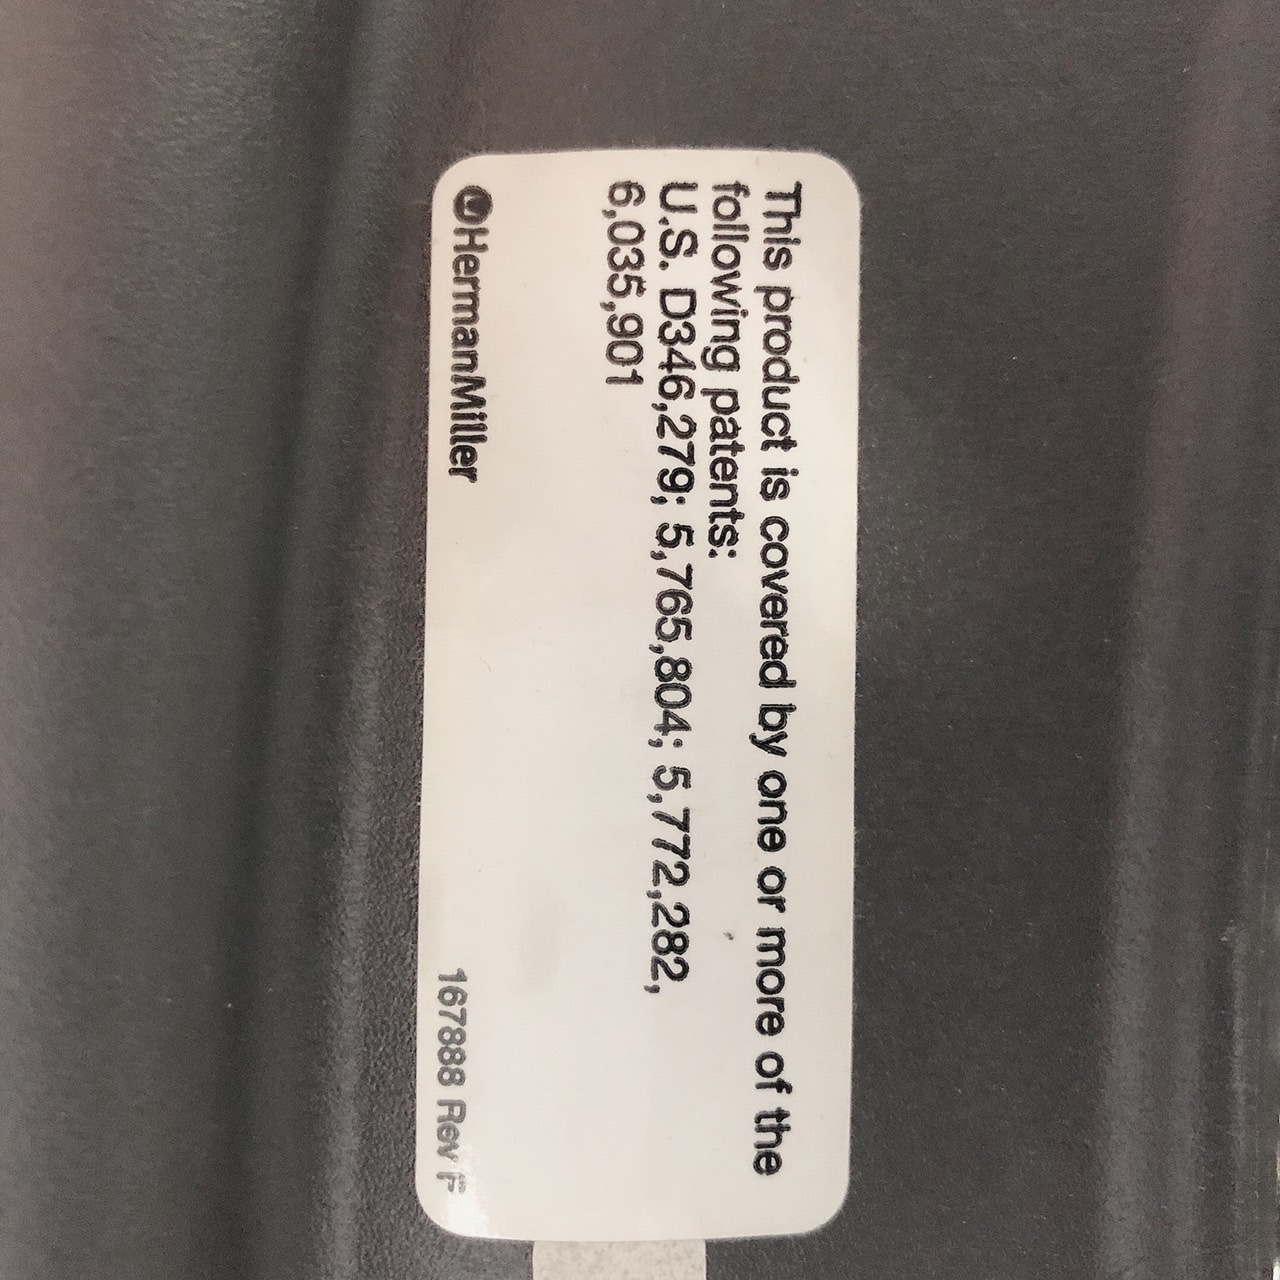 This product is covered by one or more of the
following patents:
U.S. D346,279; 5,765,804; 5,772,282,
6,035,901
HermanMiller
167888 Rev F